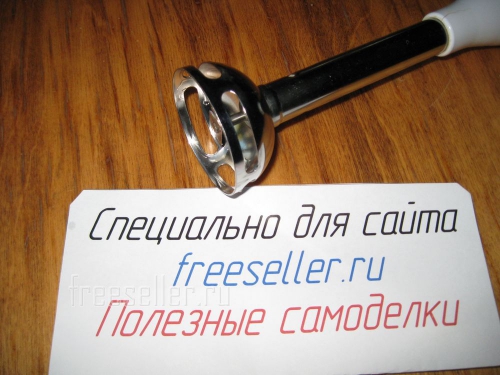 Специально для сайта
freeseller.ru
freeseller.ru
Полезные самоделки